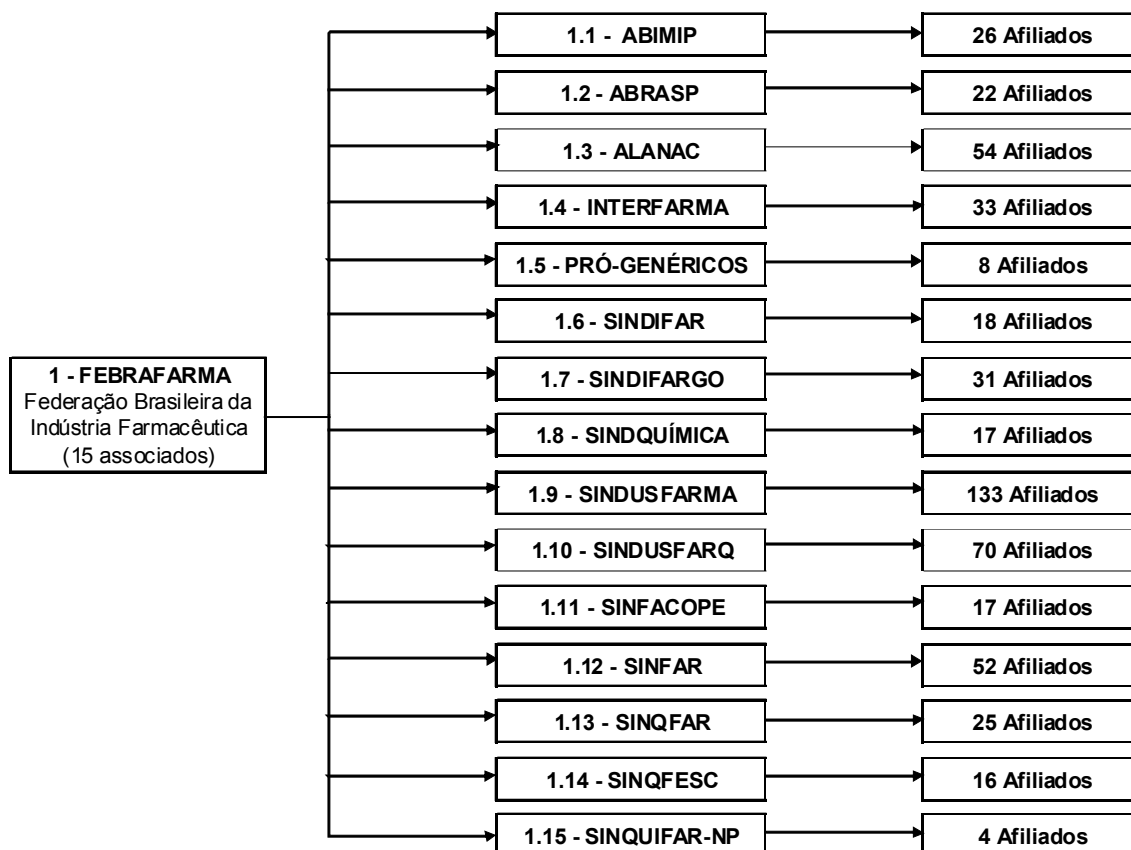 1.1 - ABIMIP
26 Afiliados
1.2 - ABRASP
22 Afiliados
1.3 - ALANAC
54 Afiliados
1.4 - INTERFARMA
33 Afiliados
1.5 - PRÓ-GENÉRICOS
8 Afiliados
1.6 - SINDIFAR
18 Afiliados
1 - FEBRAFARMA
Federação Brasileira da
Indústria Farmacêutica
(15 associados)
1.7 - SINDIFARGO
31 Afiliados
1.8 - SINDQUÍMICA
17 Afiliados
1.9 - SINDUSFARMA
133 Afiliados
1.10 - SINDUSFARQ
70 Afiliados
1.11 - SINFACOPE
17 Afiliados
1.12 - SINFAR
52 Afiliados
1.13 - SINQFAR
25 Afiliados
1.14 - SINQFESC
16 Afiliados
1.15 - SINQUIFAR-NP
4 Afiliados